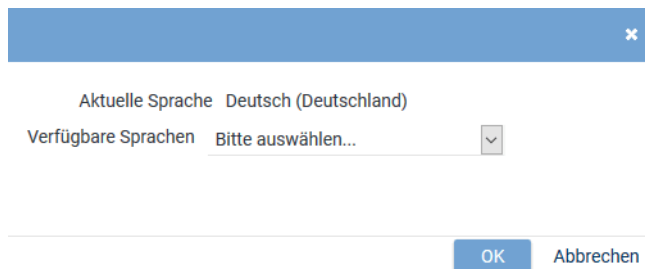 Aktuelle Sprache Deutsch (Deutschland)
Verfügbare Sprachen Bitte auswählen...
OK Abbrechen